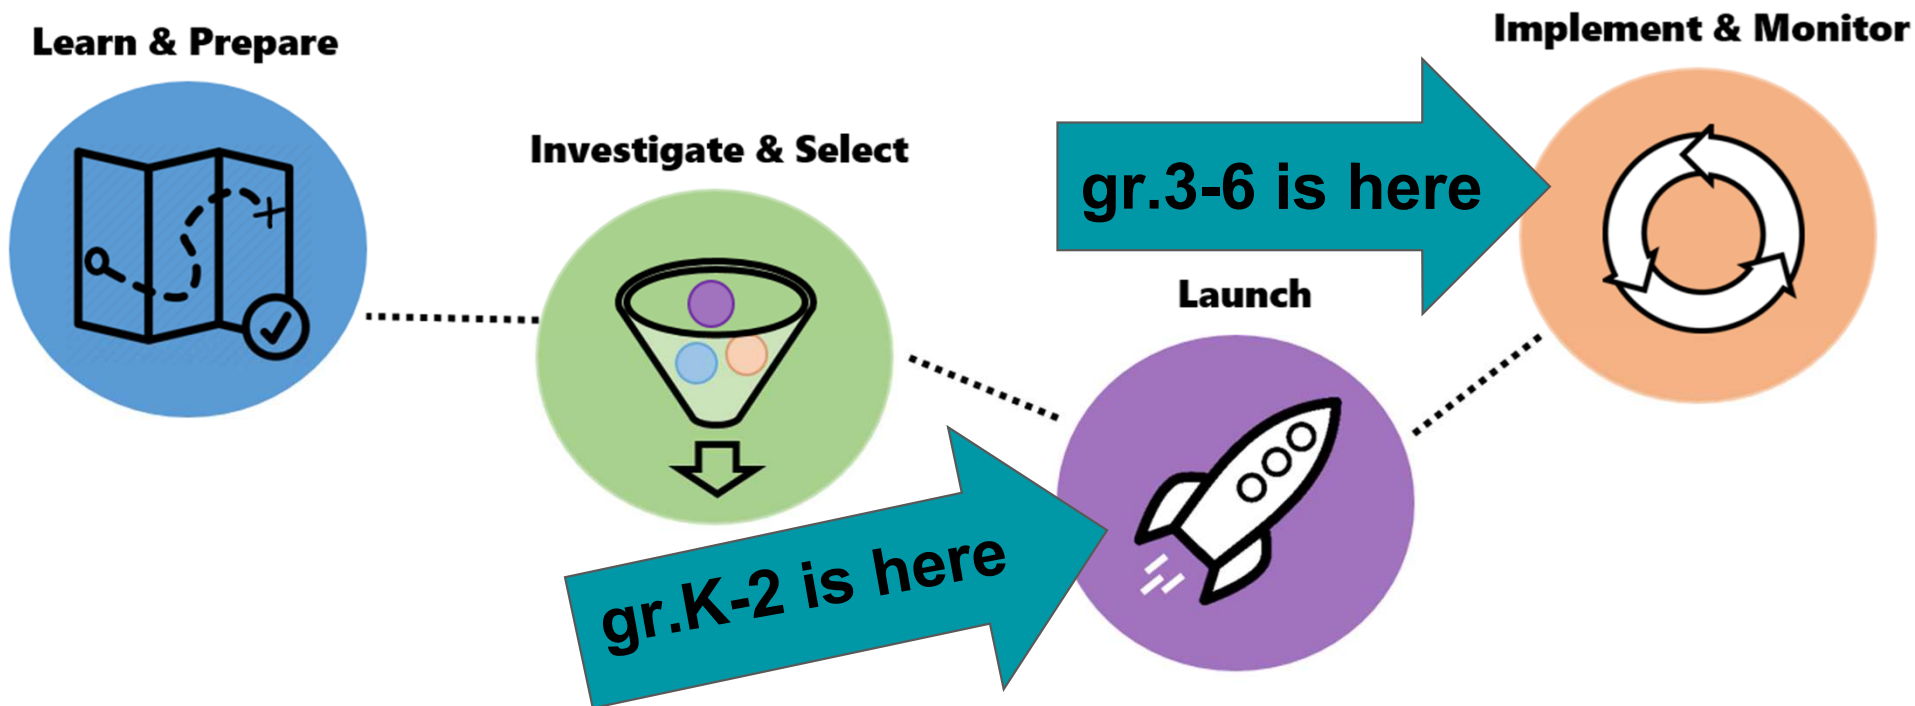 Learn & Prepare
Investigate & Select
gr.K-2 is here
Launch
gr.3-6 is here
Implement & Monitor